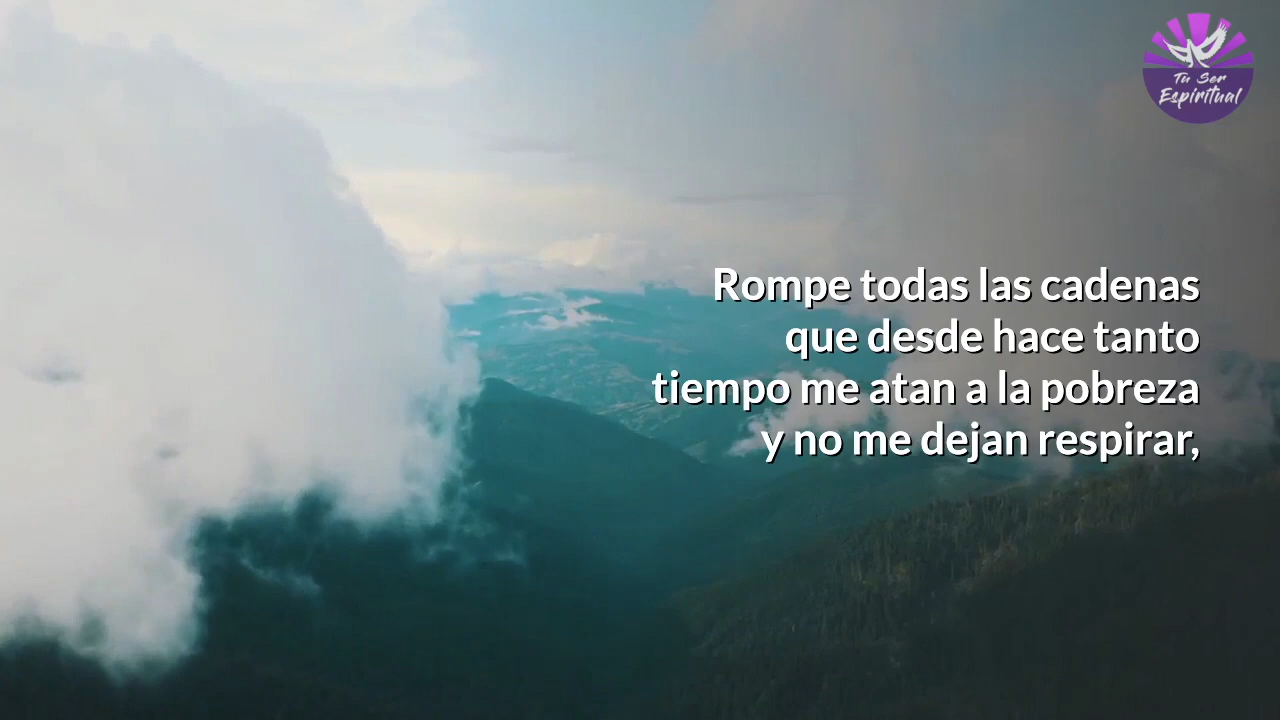 Tu Ser
Espiritual
Rompe todas las cadenas
que desde hace tanto
tiempo me atan a la pobreza
y no me dejan respirar,